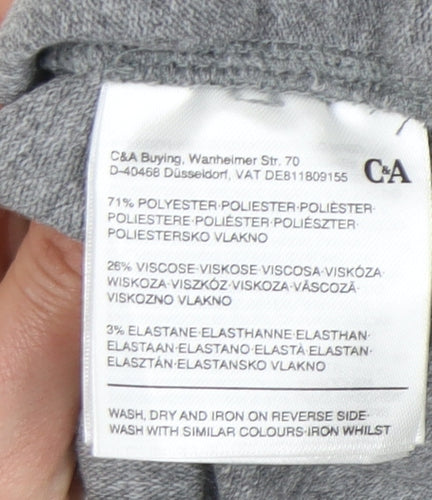 C&A Buying, Wanheimer Str. 70
D-40468 Düsseldorf, VAT DE811809155
C&A
71% POLYESTER·POLIESTER·POLIÈSTER·
POLIESTERE·POLIÉSTER·POLIÉSZTER·
POLIESTERSKO VLAKNO
26% VISCOSE·VISKOSE·VISCOSA·VISKÓZA·
WISKOZA·VISZKÓZ·VISKOZA·VÂSCOZĂ·
VISKOZNO VLAKNO
3% ELASTANE·ELASTHANNE·ELASTHAN·
ELASTAAN·ELASTANO·ELASTÀ·ELASTAN·
ELASZTÁN·ELASTANSKO VLAKNO
WASH, DRY AND IRON ON REVERSE SIDE·
WASH WITH SIMILAR COLOURS·IRON WHILST